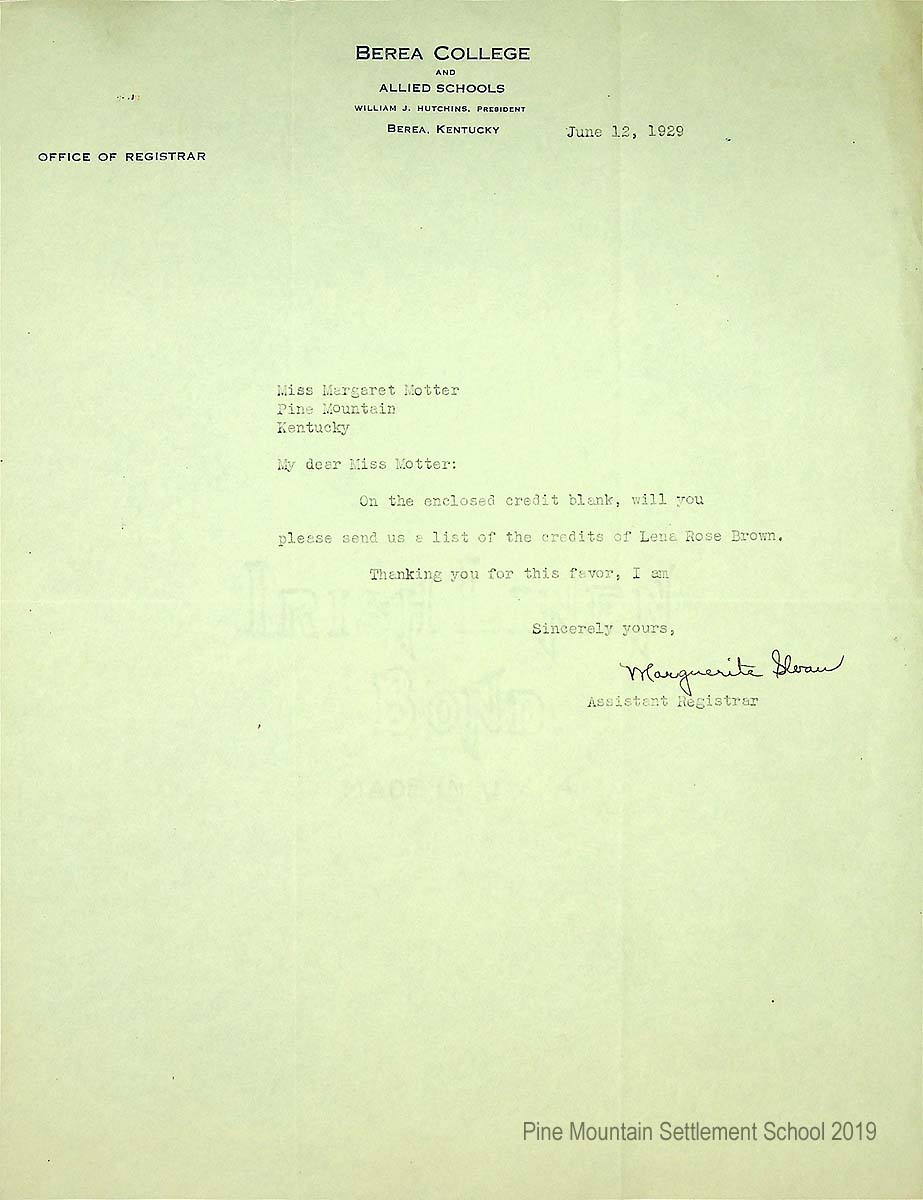 BEREA COLLEGE
AND
ALLIED SCHOOLS
WILLIAM J. HUTCHINS, PRESIDENT
BEREA, KENTUCKY
June 12, 1929
OFFICE OF REGISTRAR
Miss Margaret Motter
Pine Mountain
Kentucky
My dear Miss Motter:
On the enclosed credit blank, will you
please send us a list of the credits of Lena Rose Brown.
Thanking you for this favor, I am
Sincerely yours,
Marguerite Sloan
Assistant Registrar
Pine Mountain Settlement School 2019